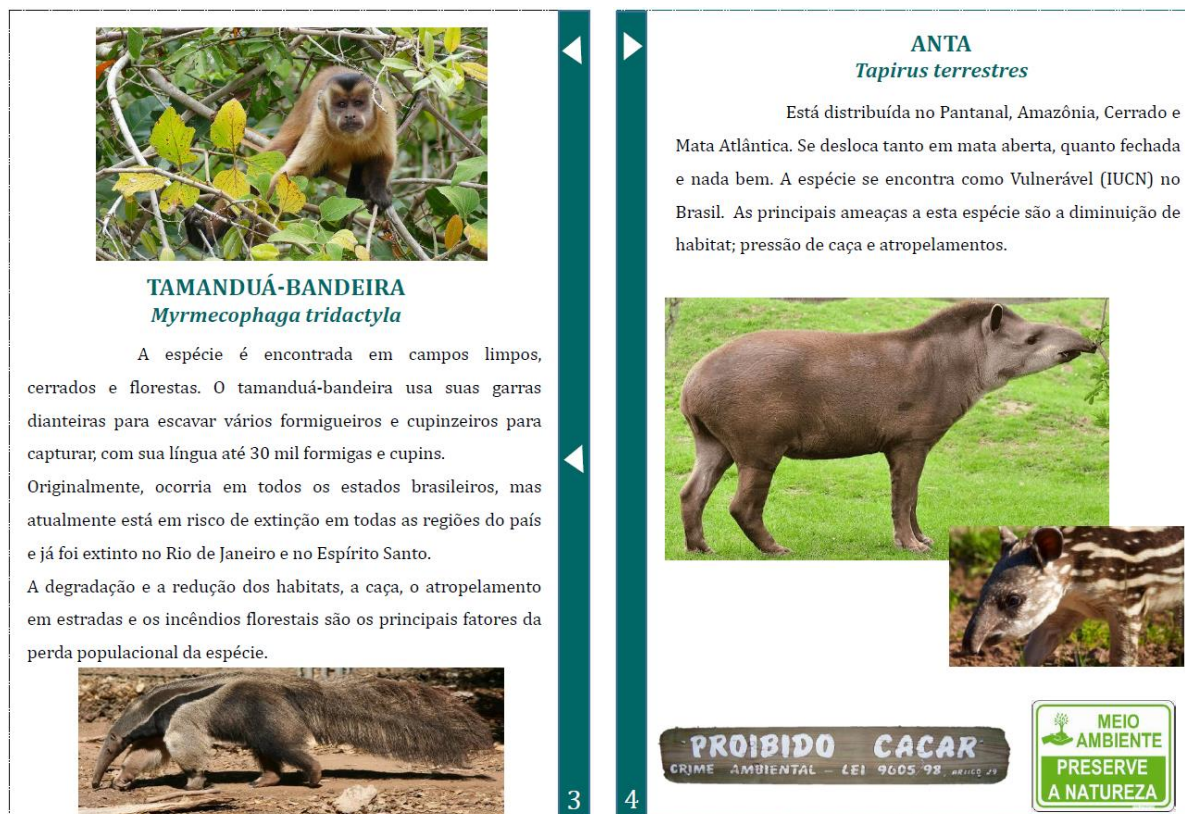 TAMANDUÁ-BANDEIRA
Myrmecophaga tridactyla
A espécie é encontrada em campos limpos,
cerrados e florestas. O tamanduá-bandeira usa suas garras
dianteiras para escavar vários formigueiros e cupinzeiros para
capturar, com sua língua até 30 mil formigas e cupins.
Originalmente, ocorria em todos os estados brasileiros, mas
atualmente está em risco de extinção em todas as regiões do país
e já foi extinto no Rio de Janeiro e no Espírito Santo.
A degradação e a redução dos habitats, a caça, o atropelamento
em estradas e os incêndios florestais são os principais fatores da
perda populacional da espécie.
3
ANTA
Tapirus terrestres
Está distribuída no Pantanal, Amazônia, Cerrado e
Mata Atlântica. Se desloca tanto em mata aberta, quanto fechada
e nada bem. A espécie se encontra como Vulnerável (IUCN) no
Brasil. As principais ameaças a esta espécie são a diminuição de
habitat; pressão de caça e atropelamentos.
PROIBIDO CAÇAR
CRIME AMBIENTAL - LEI 9605 98, ARTIGO 29
MEIO
AMBIENTE
PRESERVE
A NATUREZA
4